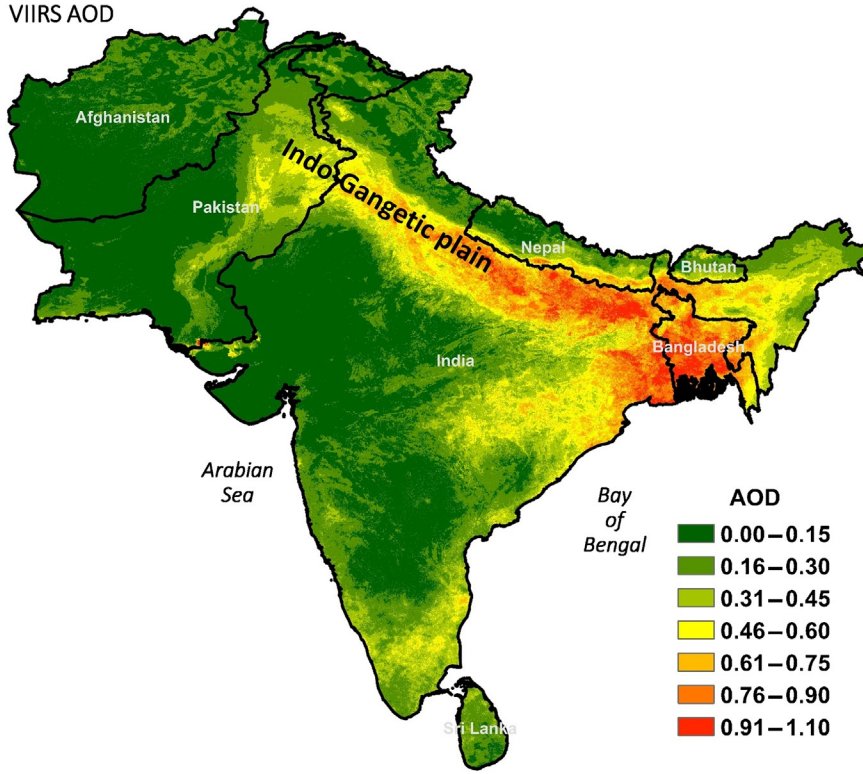 VIIRS AOD
Afghanistan
Indo-Gangetic plain
Pakistan
Nepal
Bhutan
India
Bangladesh
Arabian
Sea
Bay
of
Bengal
Sri Lanka
AOD
0.00–0.15
0.16–0.30
0.31–0.45
0.46–0.60
0.61–0.75
0.76–0.90
0.91–1.10